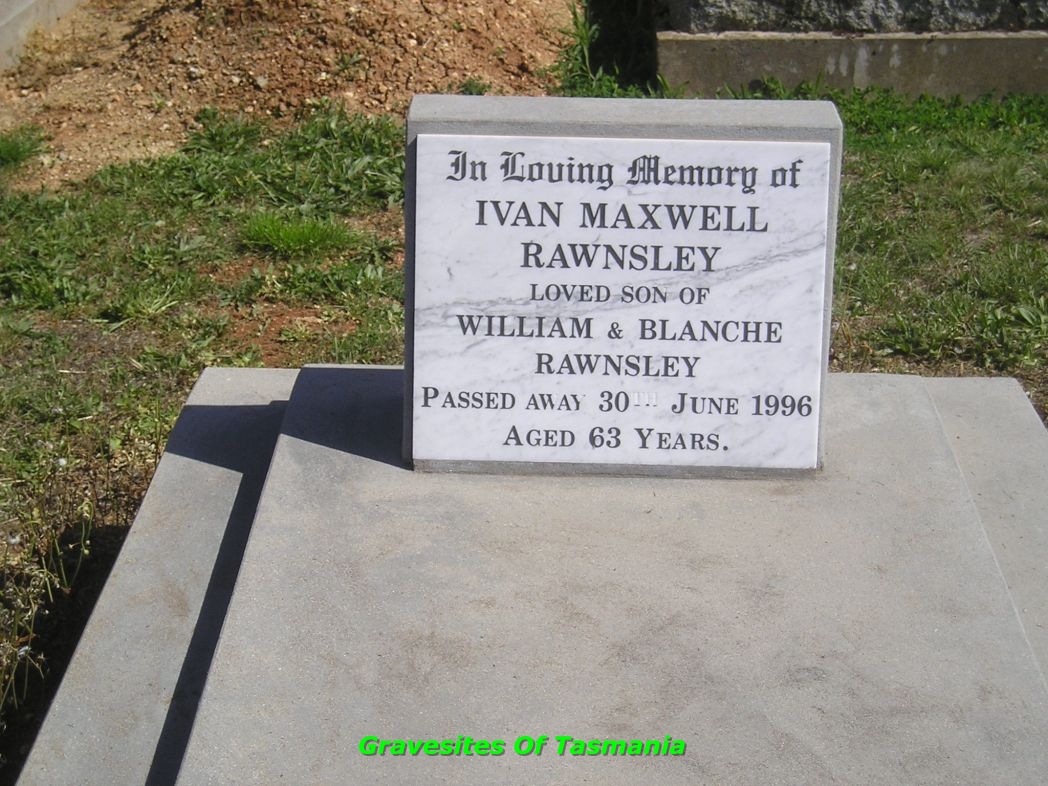 In Loving Memory of
IVAN MAXWELL
RAWNSLEY
LOVED SON OF
WILLIAM & BLANCHE
RAWNSLEY
PASSED AWAY 30TH JUNE 1996
AGED 63 YEARS.
Gravesites Of Tasmania